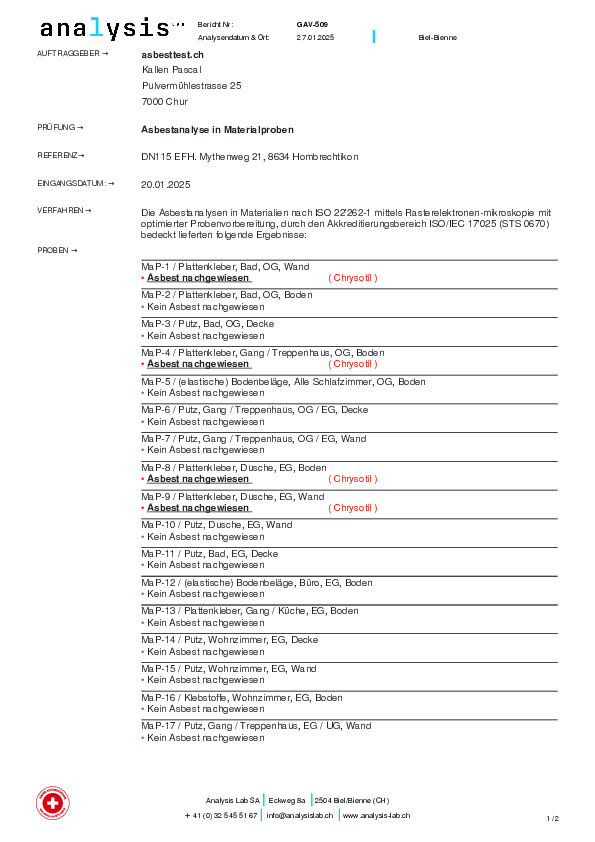 analysis
Bericht Nr: GAV-509
Analysendatum & Ort: 27.01.2025 Biel-Bienne
AUFTRAGGEBER → asbesttest.ch
Kallen Pascal
Pulvermühlestrasse 25
7000 Chur
PRÜFUNG → Asbestanalyse in Materialproben
REFERENZ → DN115 EFH. Mythenweg 21, 8634 Hombrechtikon
EINGANGSDATUM: → 20.01.2025
VERFAHREN → Die Asbestanalysen in Materialien nach ISO 22'262-1 mittels Rasterelektronen-mikroskopie mit
optimierter Probenvorbereitung, durch den Akkreditierungsbereich ISO/IEC 17025 (STS 0670)
bedeckt lieferten folgende Ergebnisse:
PROBEN →
MaP-1 / Plattenkleber, Bad, OG, Wand
• Asbest nachgewiesen ( Chrysotil )
MaP-2 / Plattenkleber, Bad, OG, Boden
• Kein Asbest nachgewiesen
MaP-3 / Putz, Bad, OG, Decke
• Kein Asbest nachgewiesen
MaP-4 / Plattenkleber, Gang / Treppenhaus, OG, Boden
• Asbest nachgewiesen ( Chrysotil )
MaP-5 / (elastische) Bodenbeläge, Alle Schlafzimmer, OG, Boden
• Kein Asbest nachgewiesen
MaP-6 / Putz, Gang / Treppenhaus, OG / EG, Decke
• Kein Asbest nachgewiesen
MaP-7 / Putz, Gang / Treppenhaus, OG / EG, Wand
• Kein Asbest nachgewiesen
MaP-8 / Plattenkleber, Dusche, EG, Boden
• Asbest nachgewiesen ( Chrysotil )
MaP-9 / Plattenkleber, Dusche, EG, Wand
• Asbest nachgewiesen ( Chrysotil )
MaP-10 / Putz, Dusche, EG, Wand
• Kein Asbest nachgewiesen
MaP-11 / Putz, Bad, EG, Decke
• Kein Asbest nachgewiesen
MaP-12 / (elastische) Bodenbeläge, Büro, EG, Boden
• Kein Asbest nachgewiesen
MaP-13 / Plattenkleber, Gang / Küche, EG, Boden
• Kein Asbest nachgewiesen
MaP-14 / Putz, Wohnzimmer, EG, Decke
• Kein Asbest nachgewiesen
MaP-15 / Putz, Wohnzimmer, EG, Wand
• Kein Asbest nachgewiesen
MaP-16 / Klebstoffe, Wohnzimmer, EG, Boden
• Kein Asbest nachgewiesen
MaP-17 / Putz, Gang / Treppenhaus, EG / UG, Wand
• Kein Asbest nachgewiesen
Analysis Lab SA | Eckweg 8a | 2504 Biel/Bienne (CH)
+ 41 (0) 32 545 51 67 | info@analysislab.ch | www.analysis-lab.ch
1 / 2